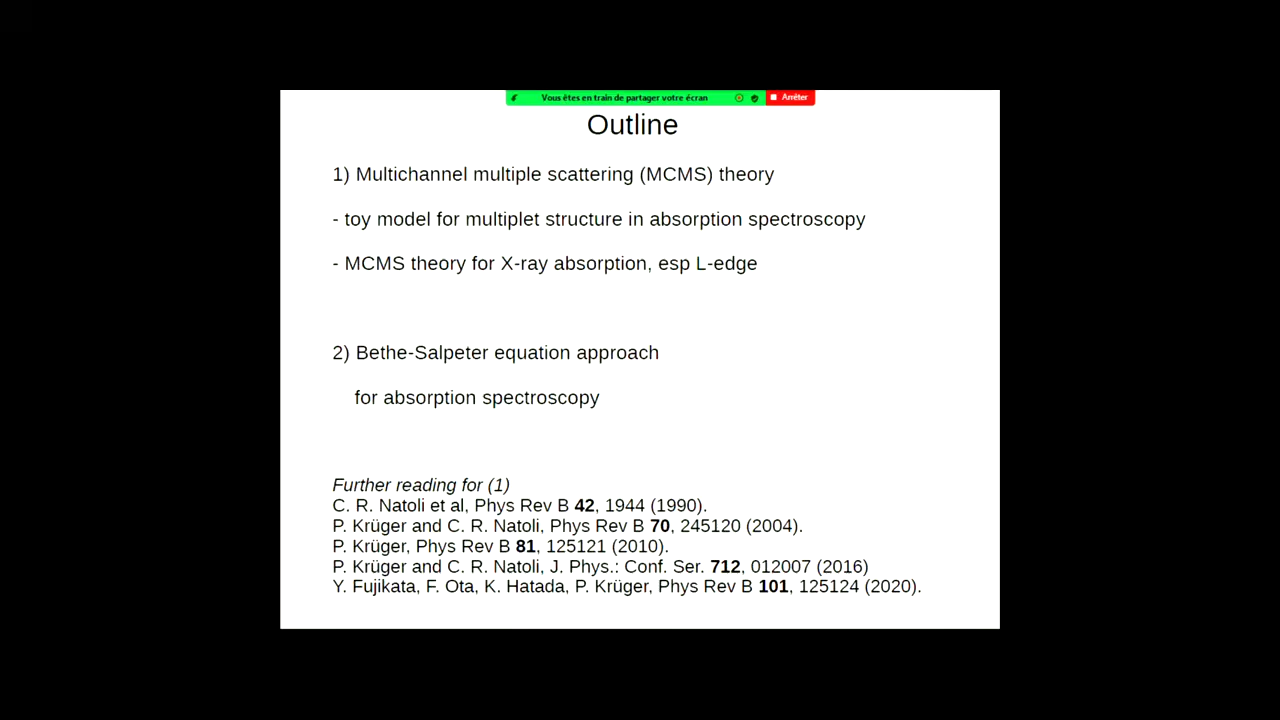 Vous êtes en train de partager votre écran
Arrêter
Outline
1) Multichannel multiple scattering (MCMS) theory
- toy model for multiplet structure in absorption spectroscopy
- MCMS theory for X-ray absorption, esp L-edge
2) Bethe-Salpeter equation approach
for absorption spectroscopy
Further reading for (1)
C. R. Natoli et al, Phys Rev B 42, 1944 (1990).
P. Krüger and C. R. Natoli, Phys Rev B 70, 245120 (2004).
P. Krüger, Phys Rev B 81, 125121 (2010).
P. Krüger and C. R. Natoli, J. Phys.: Conf. Ser. 712, 012007 (2016)
Y. Fujikata, F. Ota, K. Hatada, P. Krüger, Phys Rev B 101, 125124 (2020).